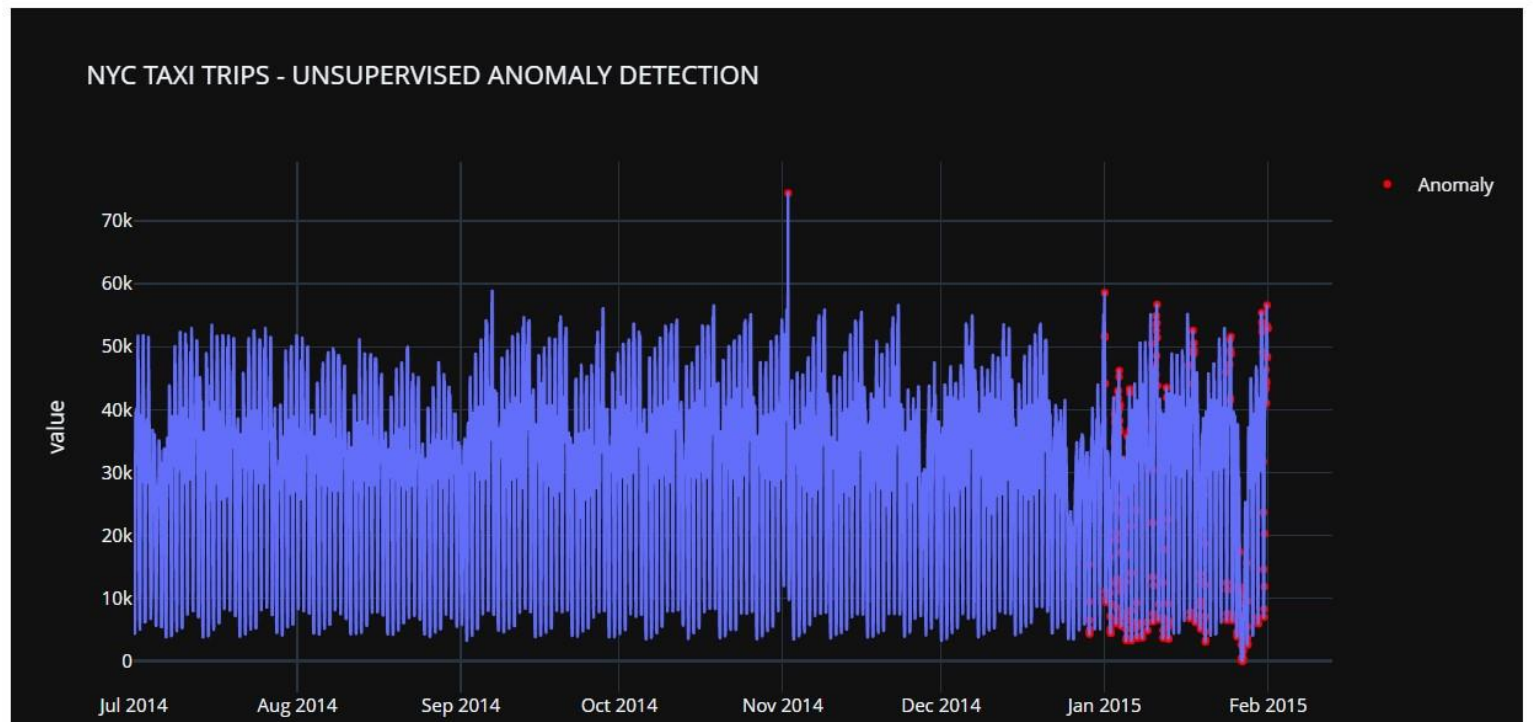 NYC TAXI TRIPS - UNSUPERVISED ANOMALY DETECTION
Anomaly
70k
60k
50k
40k
30k
20k
10k
0
value
Jul 2014 Aug 2014 Sep 2014 Oct 2014 Nov 2014 Dec 2014 Jan 2015 Feb 2015